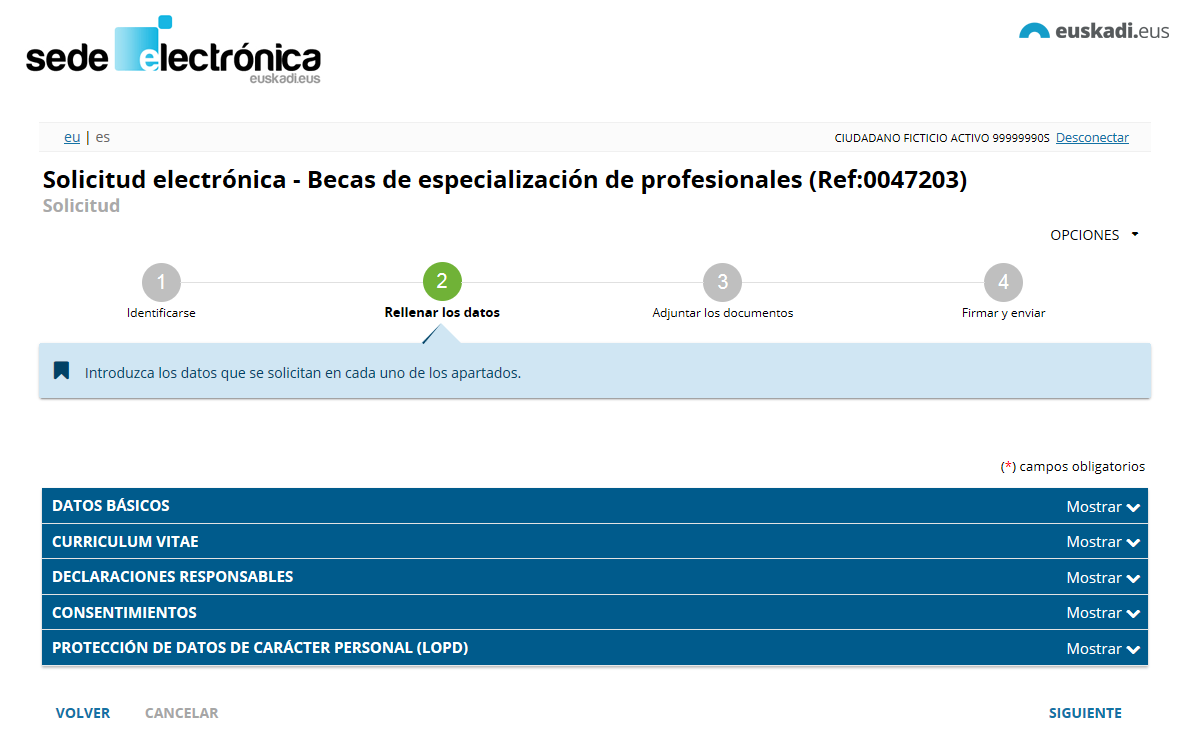 sede electrónica
euskadi.eus
euskadi.eus
eu | es
CIUDADANO FICTICIO ACTIVO 99999990S Desconectar
Solicitud electrónica - Becas de especialización de profesionales (Ref:0047203)
Solicitud
OPCIONES
1 2 3 4
Identificarse Rellenar los datos Adjuntar los documentos Firmar y enviar
Introduzca los datos que se solicitan en cada uno de los apartados.
(*) campos obligatorios
DATOS BÁSICOS Mostrar
CURRICULUM VITAE Mostrar
DECLARACIONES RESPONSABLES Mostrar
CONSENTIMIENTOS Mostrar
PROTECCIÓN DE DATOS DE CARÁCTER PERSONAL (LOPD) Mostrar
VOLVER CANCELAR SIGUIENTE